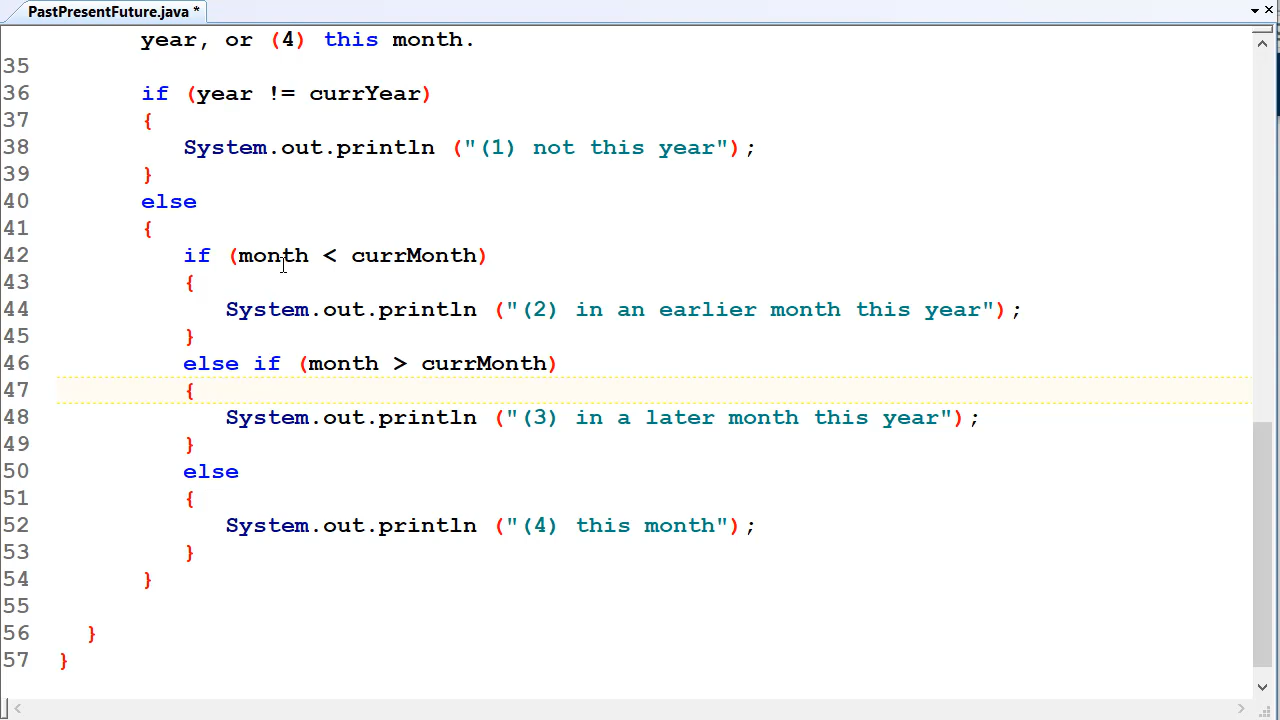 PastPresentFuture.java *
year, or (4) this month.
35
36 if (year != currYear)
37 {
38 System.out.println ("(1) not this year");
39 }
40 else
41 {
42 if (month < currMonth)
43 {
44 System.out.println ("(2) in an earlier month this year");
45 }
46 else if (month > currMonth)
47 {
48 System.out.println ("(3) in a later month this year");
49 }
50 else
51 {
52 System.out.println ("(4) this month");
53 }
54 }
55
56 }
57 }